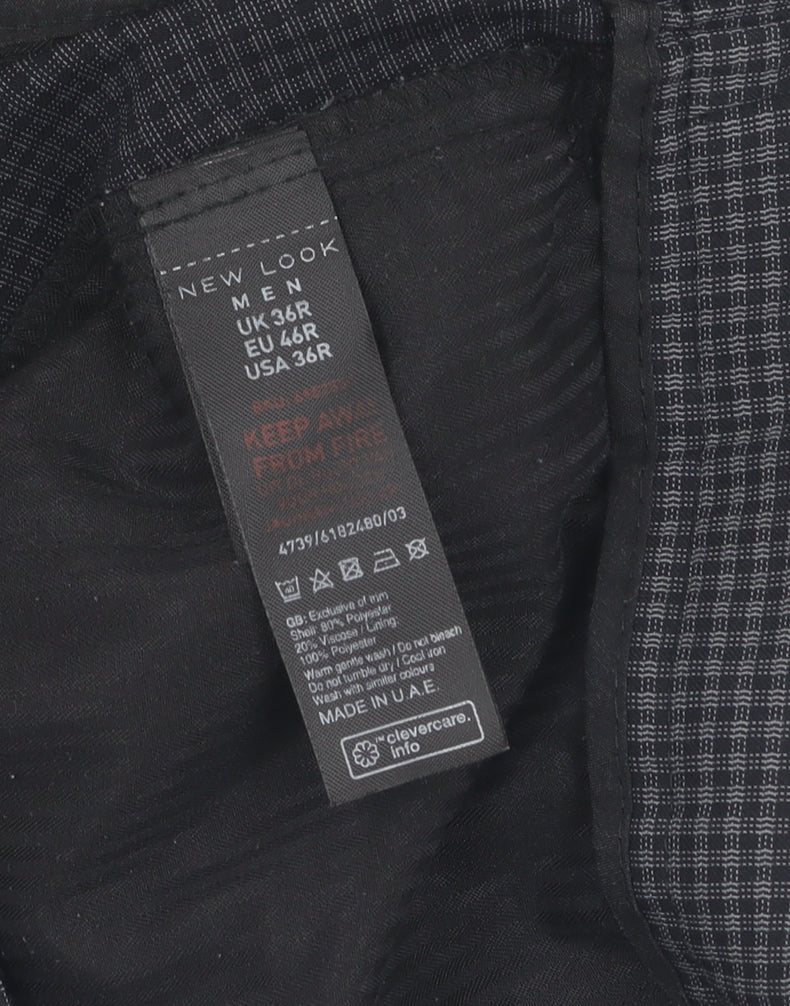 NEW LOOK
MEN
UK 36R
EU 46R
USA 36R
KEEP AWAY
FROM FIRE
4739/6182480/03
40
GB: Exclusive of trim
Shell: 80% Polyester
20% Viscose / Lining:
100% Polyester
Warm gentle wash / Do not bleach
Do not tumble dry / Cool iron
Wash with similar colours
MADE IN U.A.E.
™clevercare.
info